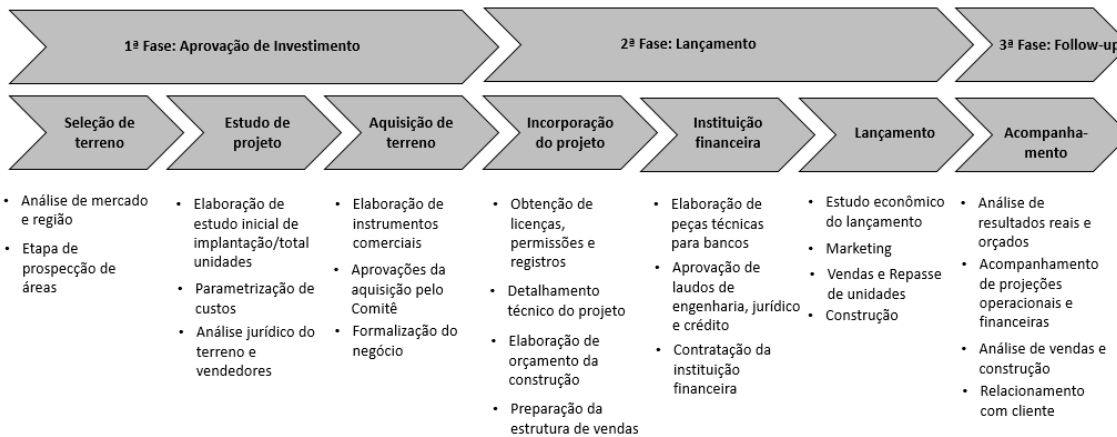 1ª Fase: Aprovação de Investimento
2ª Fase: Lançamento
3ª Fase: Follow-up
Seleção de
terreno
Estudo de
projeto
Aquisição de
terreno
Incorporação
do projeto
Instituição
financeira
Lançamento
Acompanha-
mento
• Análise de mercado
e região
• Etapa de
prospecção de
áreas
• Elaboração de
estudo inicial de
implantação/total
unidades
• Parametrização de
custos
• Análise jurídico do
terreno e
vendedores
• Elaboração de
instrumentos
comerciais
• Aprovações da
aquisição pelo
Comitê
• Formalização do
negócio
• Obtenção de
licenças,
permissões e
registros
• Detalhamento
técnico do projeto
• Elaboração de
orçamento da
construção
• Preparação da
estrutura de vendas
• Elaboração de
peças técnicas
para bancos
• Aprovação de
laudos de
engenharia, jurídico
e crédito
• Contratação da
instituição
financeira
• Estudo econômico
do lançamento
• Marketing
• Vendas e Repasse
de unidades
• Construção
• Análise de
resultados reais e
orçados
• Acompanhamento
de projeções
operacionais e
financeiras
• Análise de vendas e
construção
• Relacionamento
com cliente